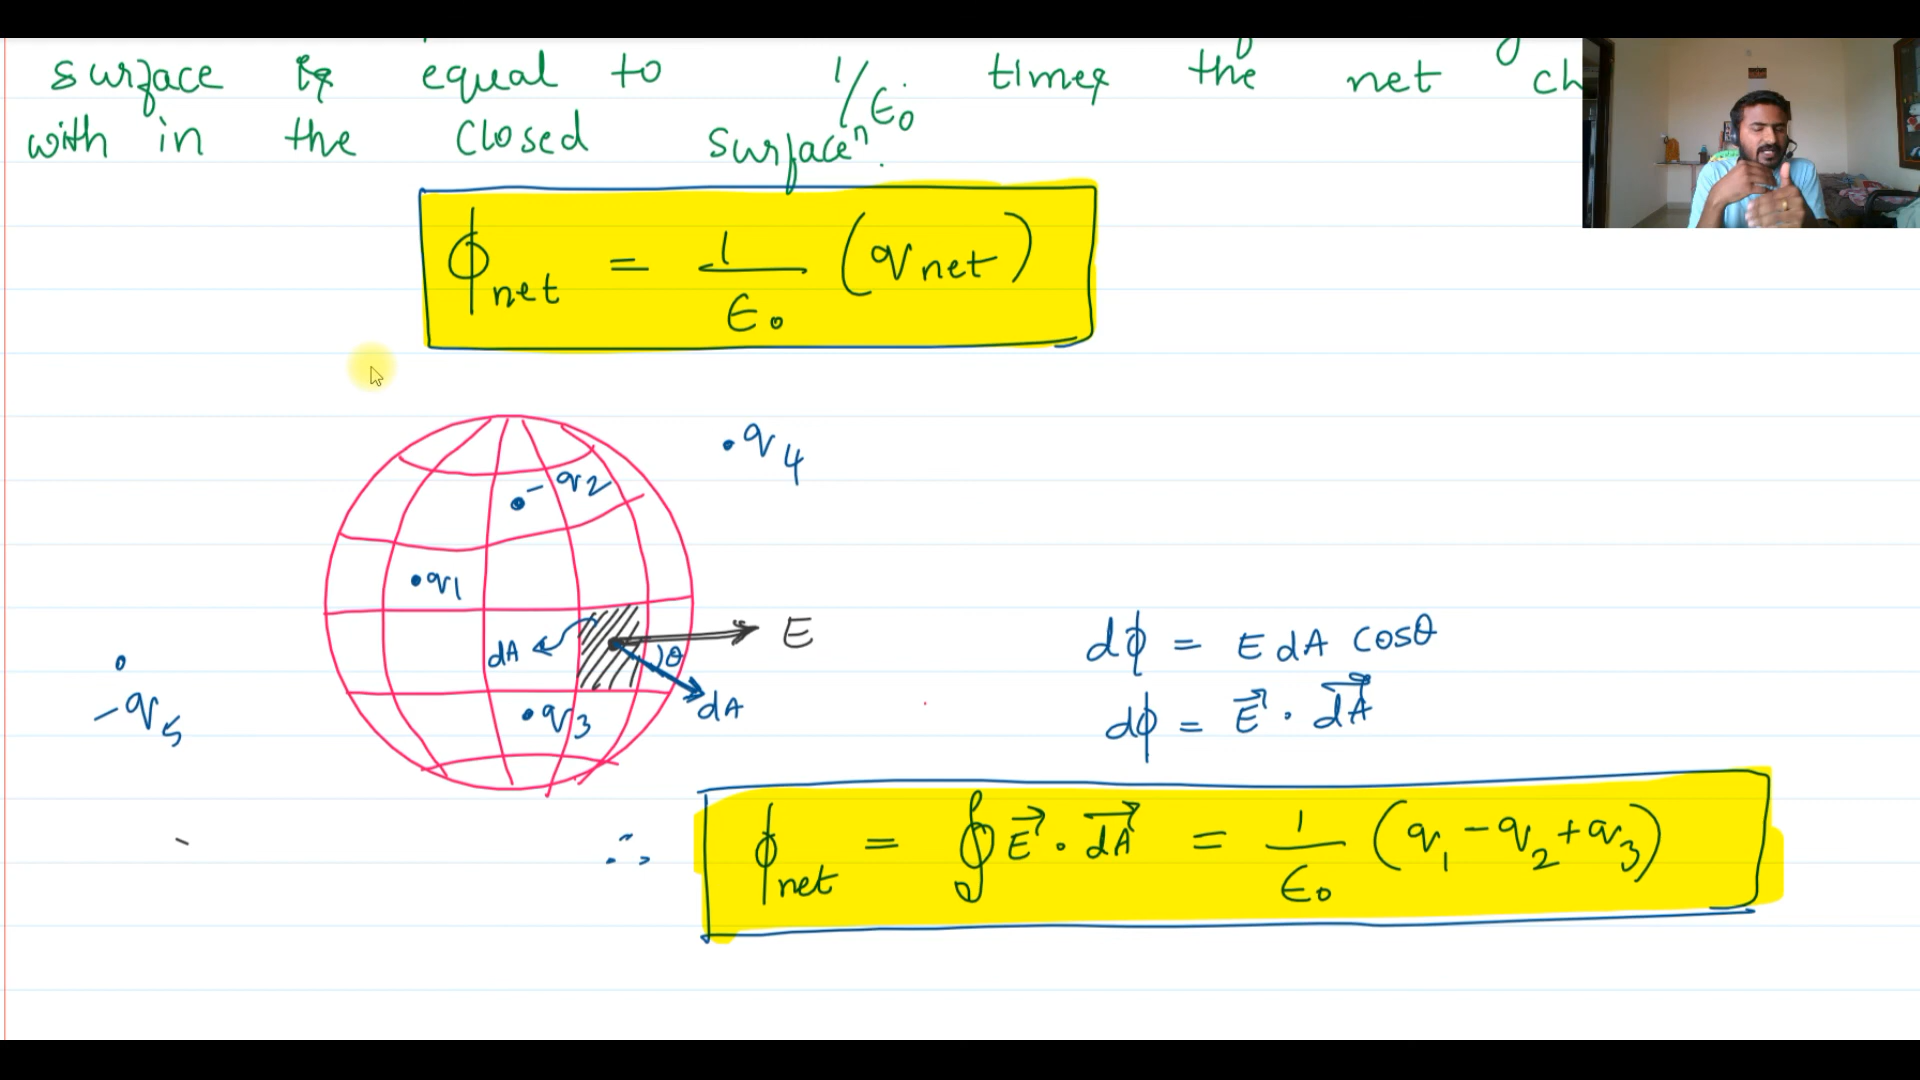 surface is equal to 1/ϵ₀ times the net ch
with in the closed surfaceⁿ.
ϕnet = 1/ϵ₀ (qnet)
q4
-q2
q1
E
dA
θ
dϕ = E dA cosθ
-q5
q3
dA
dϕ = E⃗ · dA⃗
∴ ϕnet = ∮ E⃗ · dA⃗ = 1/ϵ₀ (q₁ - q₂ + q₃)